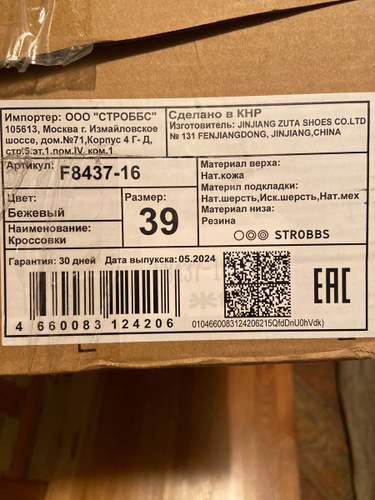 Импортер: ООО "СТРОББС"
105613, Москва г. Измайловское
шоссе, дом.№71,Корпус 4 Г- Д,
стр.5,эт.1,пом.IV, ком.1
Сделано в КНР
Изготовитель: JINJIANG ZUTA SHOES CO.LTD
№ 131 FENJIANGDONG, JINJIANG,CHINA
Артикул:
F8437-16
Цвет:
Бежевый
Наименование:
Кроссовки
Размер:
39
Материал верха:
Нат.кожа
Материал подкладки:
Нат.шерсть,Иск.шерсть,Нат.мех
Материал низа:
Резина
STROBBS
Гарантия: 30 дней Дата выпуска: 05.2024
4 660083 124206
0104660083124206215QfdDnU0hVdk)
EAC